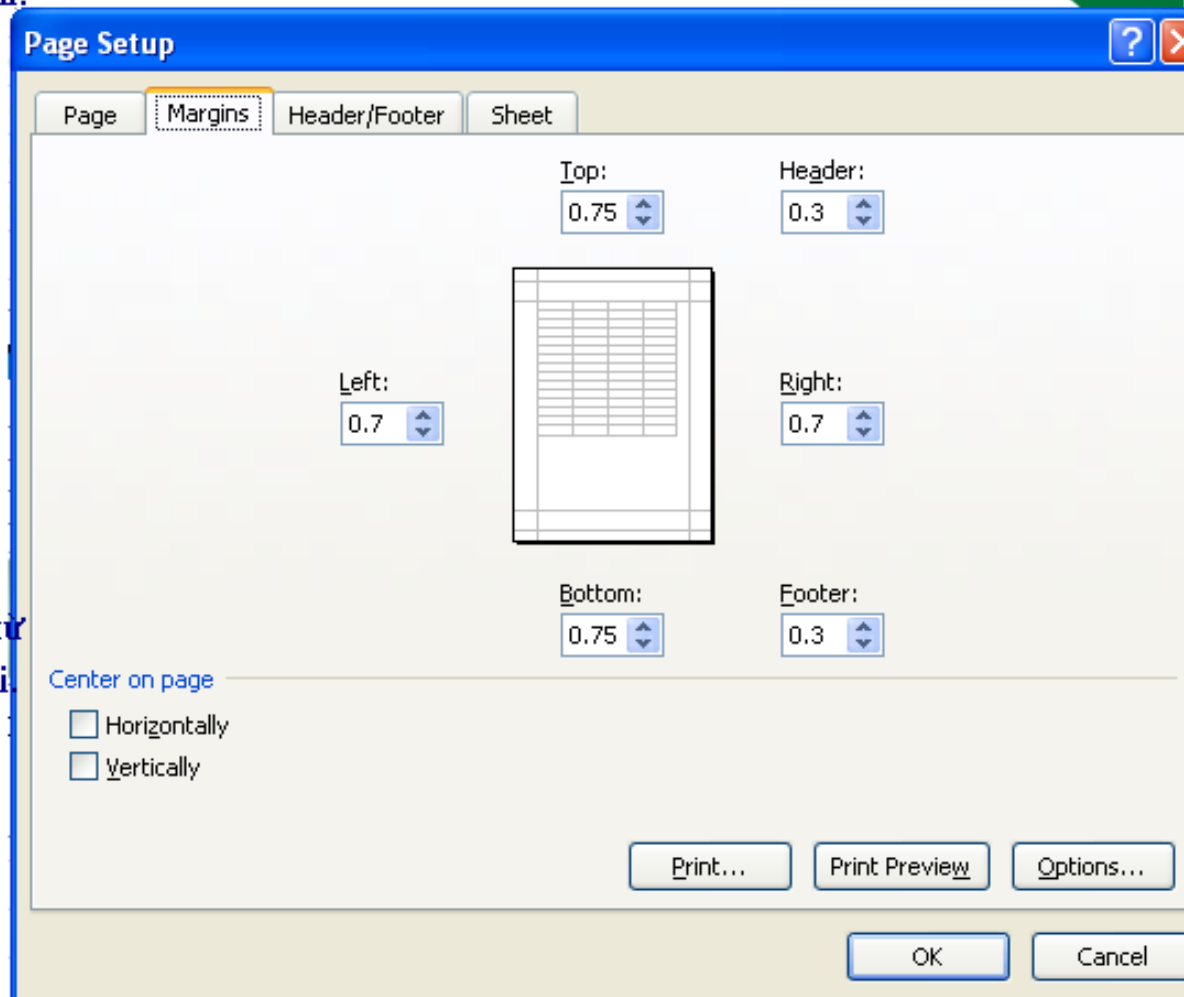 Page Setup
Page Margins Header/Footer Sheet
Top: Header:
0.75 0.3
Left: Right:
0.7 0.7
Bottom: Footer:
0.75 0.3
Center on page
Horizontally
Vertically
Print... Print Preview Options...
OK Cancel